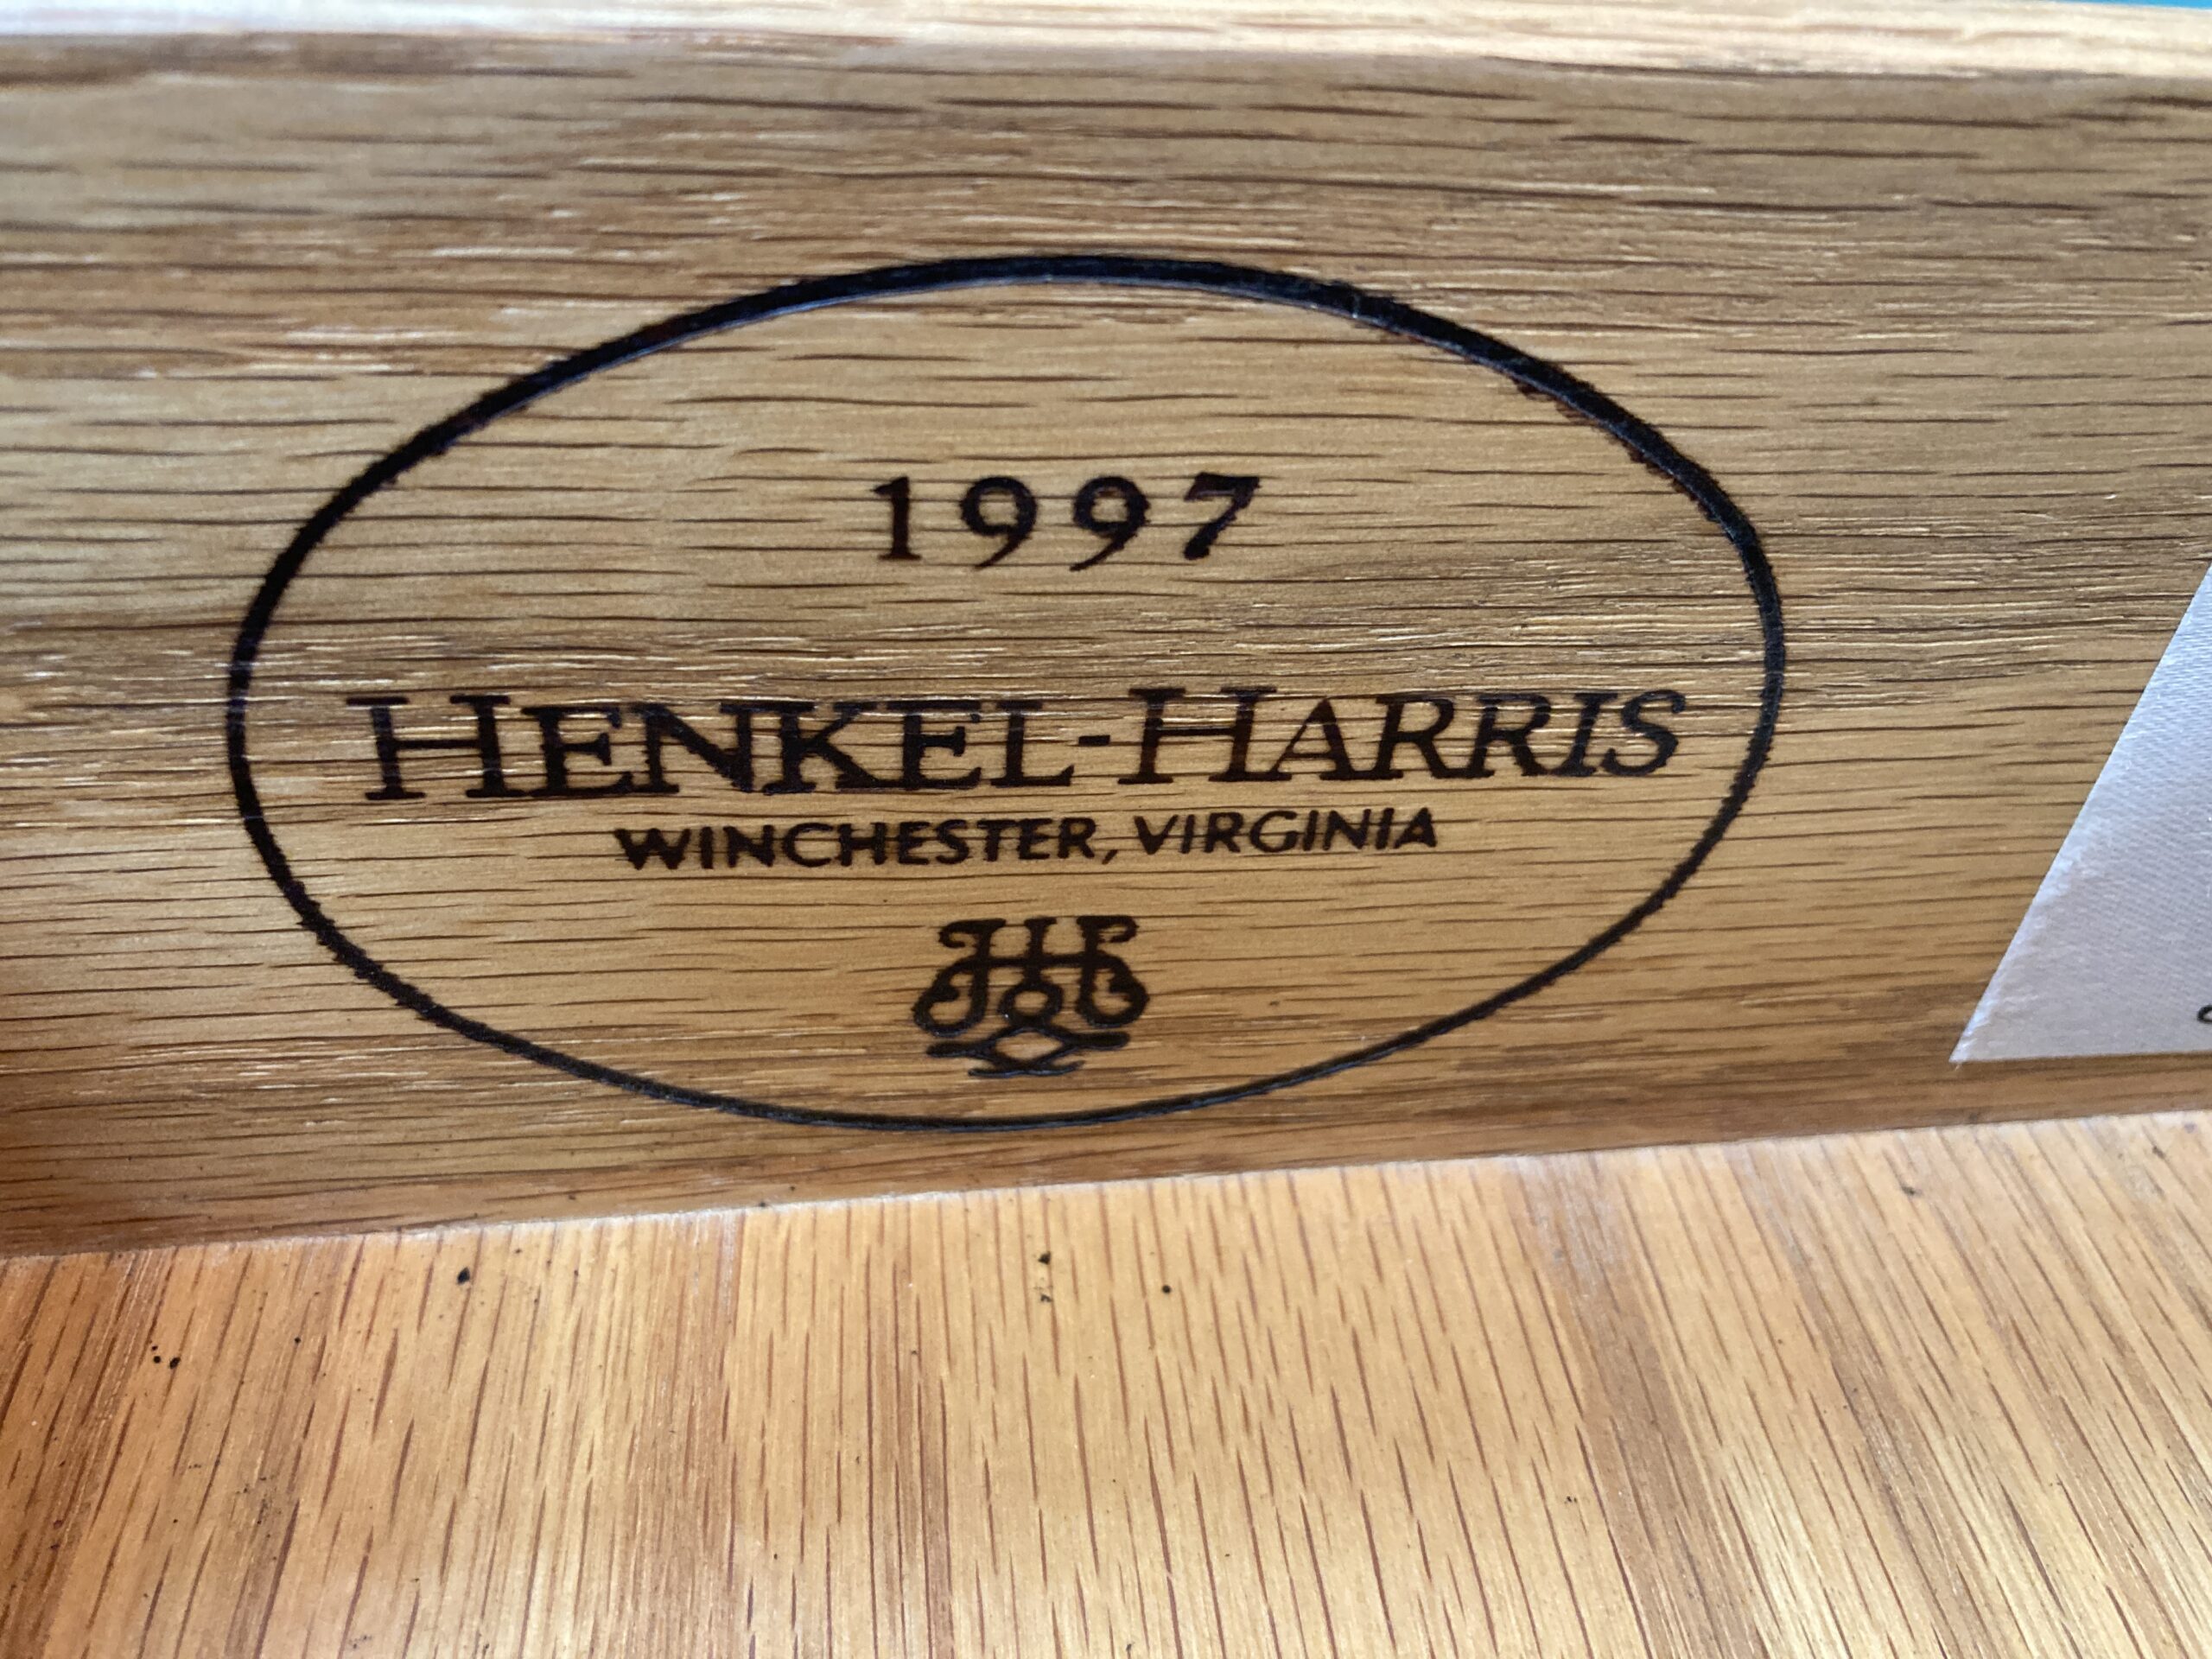 1997
HENKEL-HARRIS
WINCHESTER, VIRGINIA